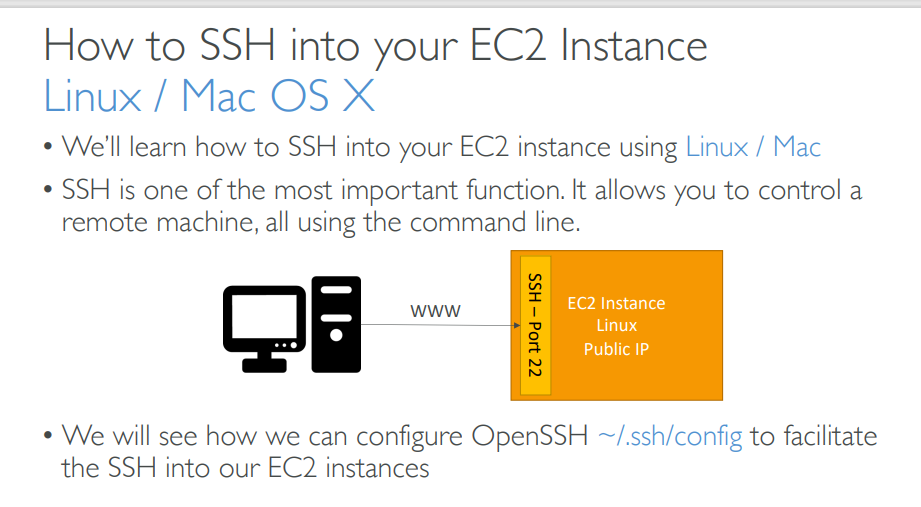 How to SSH into your EC2 Instance
Linux / Mac OS X
• We’ll learn how to SSH into your EC2 instance using Linux / Mac
• SSH is one of the most important function. It allows you to control a
remote machine, all using the command line.
WWW
SSH – Port 22
EC2 Instance
Linux
Public IP
• We will see how we can configure OpenSSH ~/.ssh/config to facilitate
the SSH into our EC2 instances